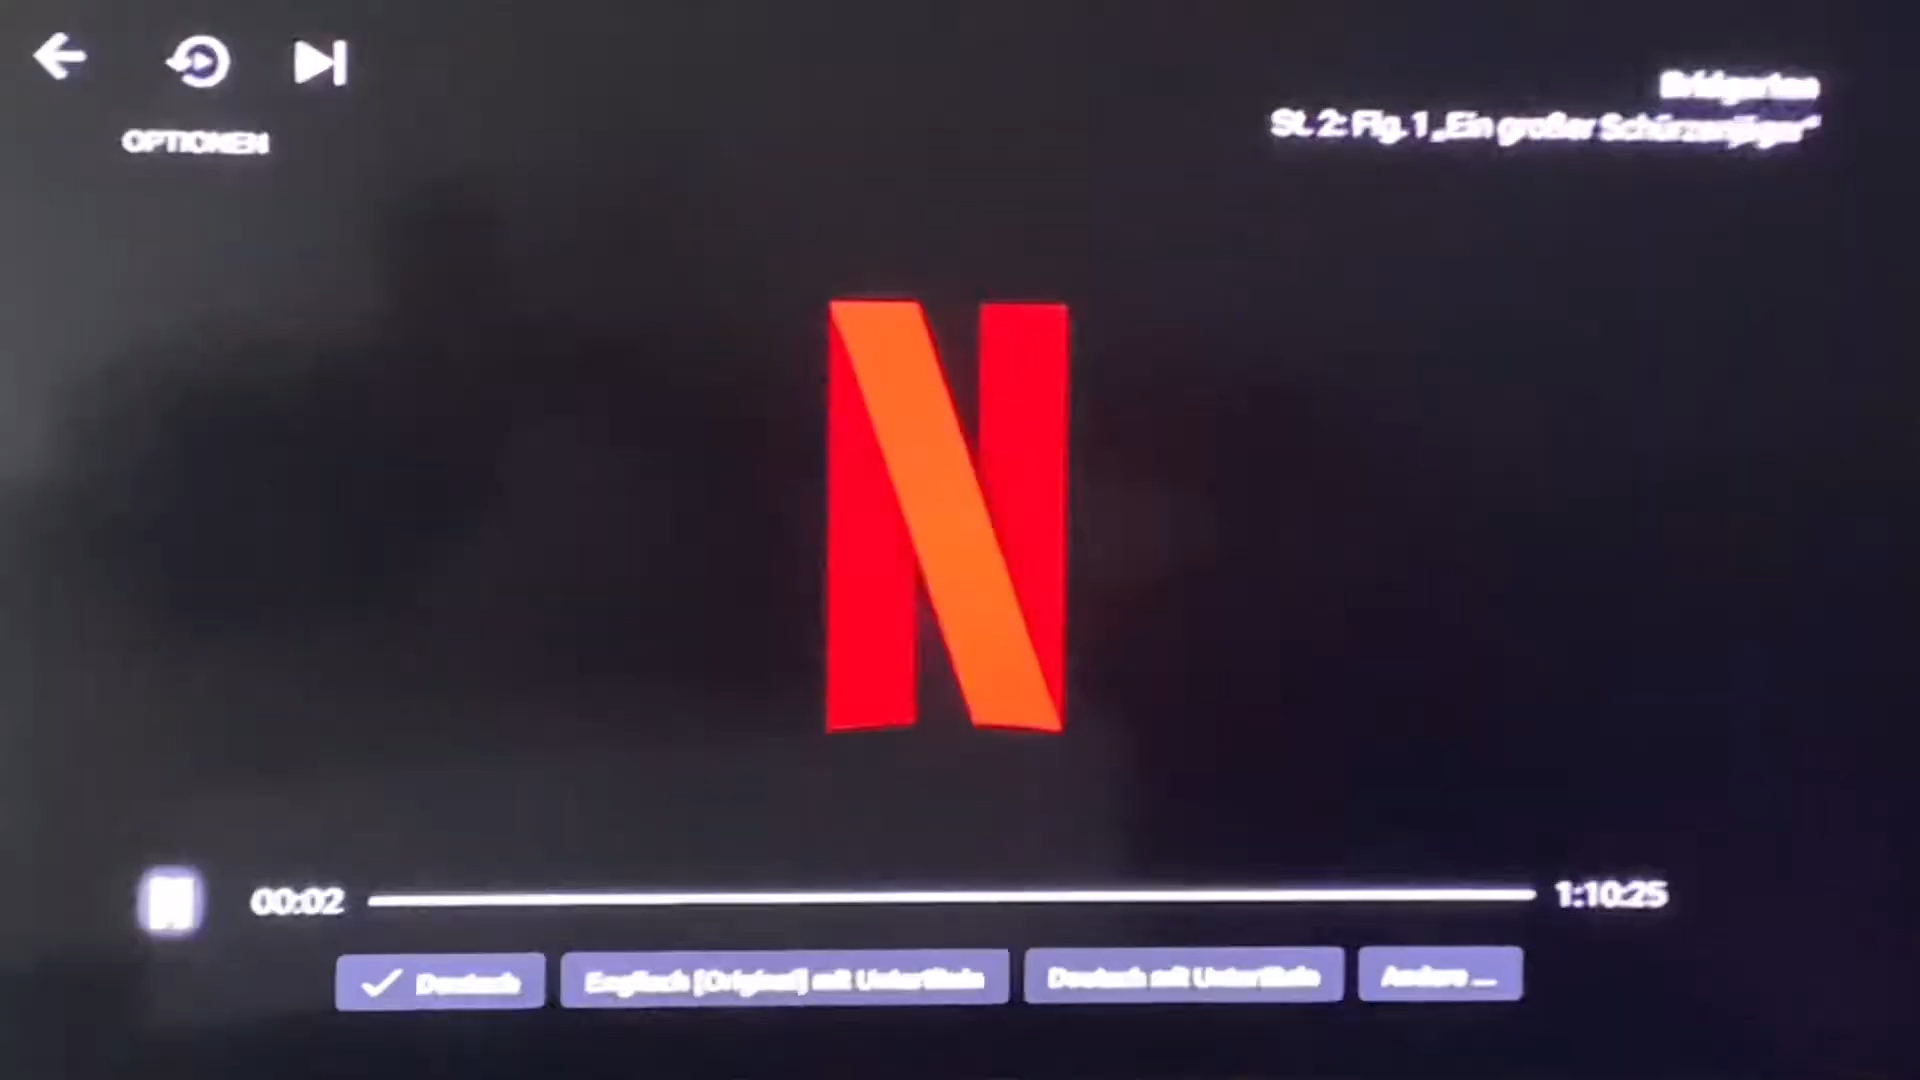 OPTIONEN
Bridgerton
St. 2: Flg. 1 „Ein großer Schürzenjäger“
N
00:02
1:10:25
Deutsch
Englisch [Original] mit Untertiteln
Deutsch mit Untertiteln
Andere ...